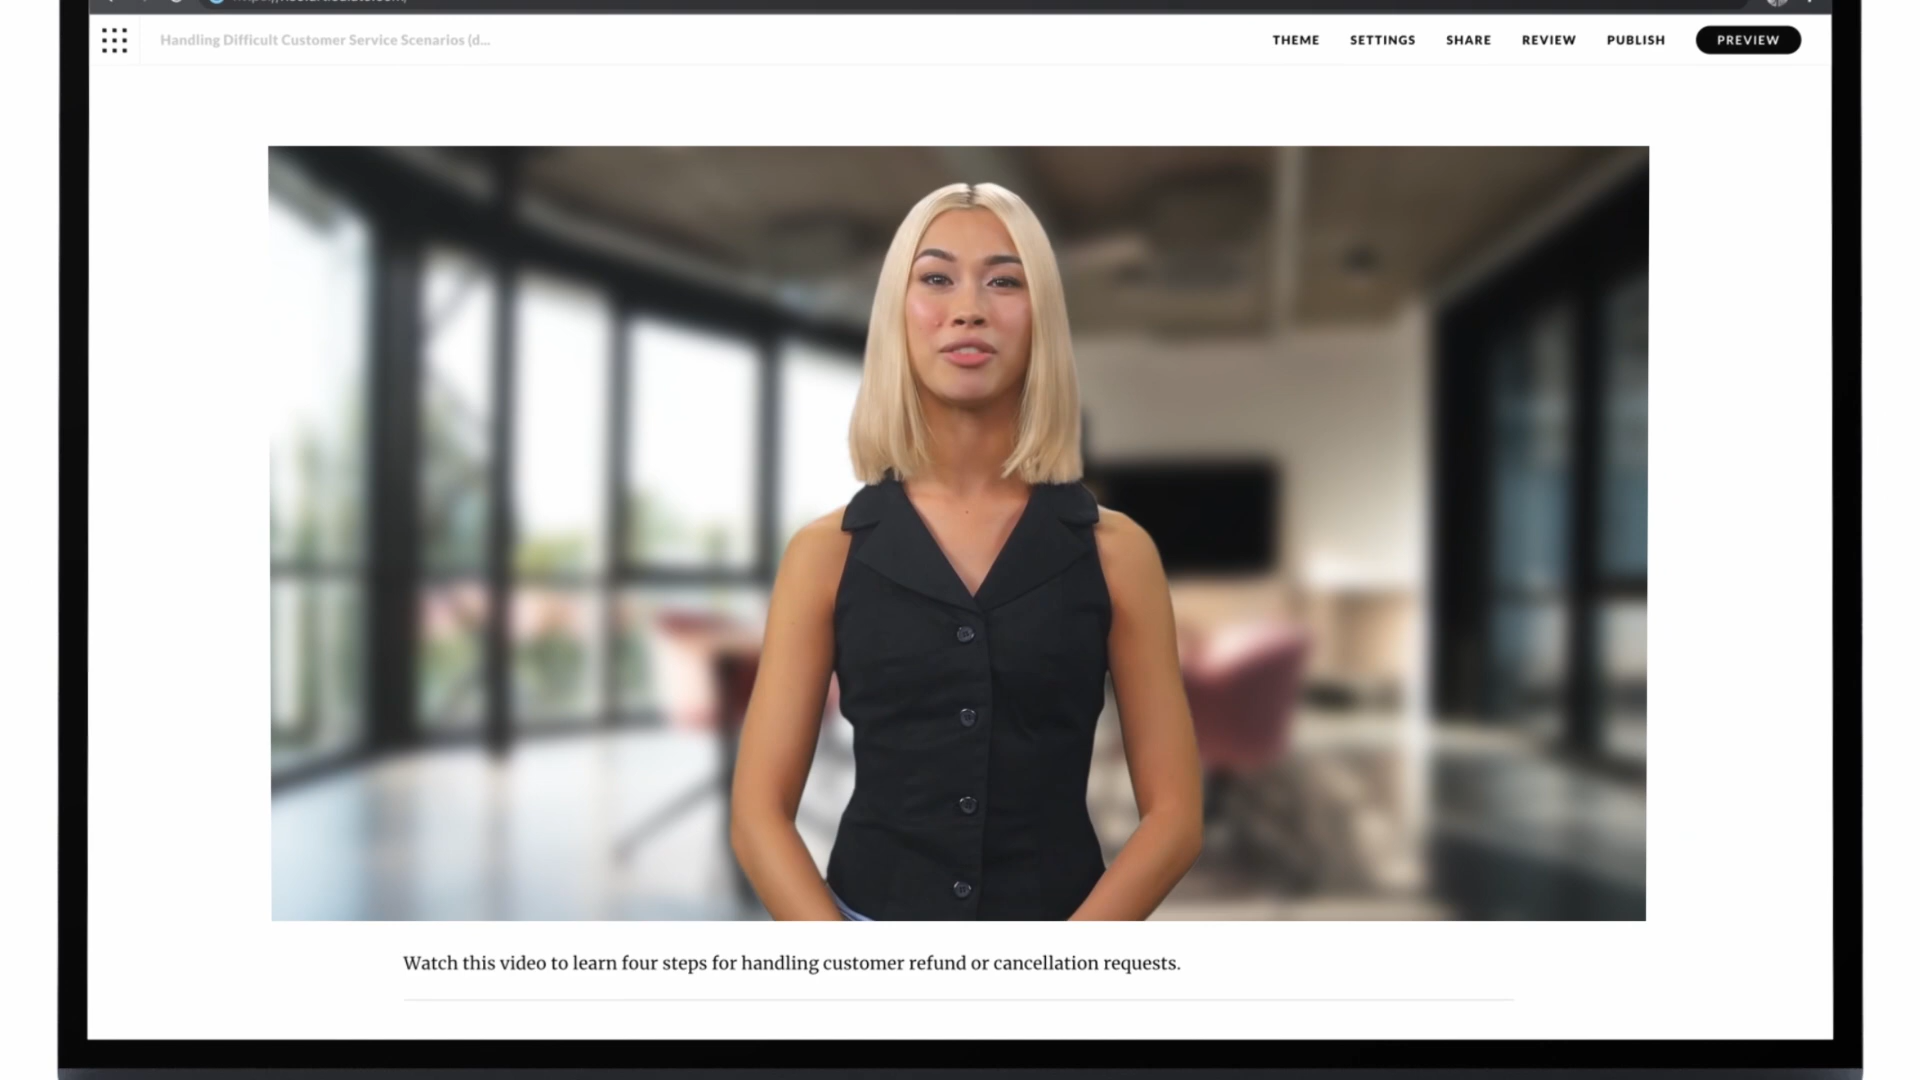 Handling Difficult Customer Service Scenarios (d...
THEME
SETTINGS
SHARE
REVIEW
PUBLISH
PREVIEW
Watch this video to learn four steps for handling customer refund or cancellation requests.